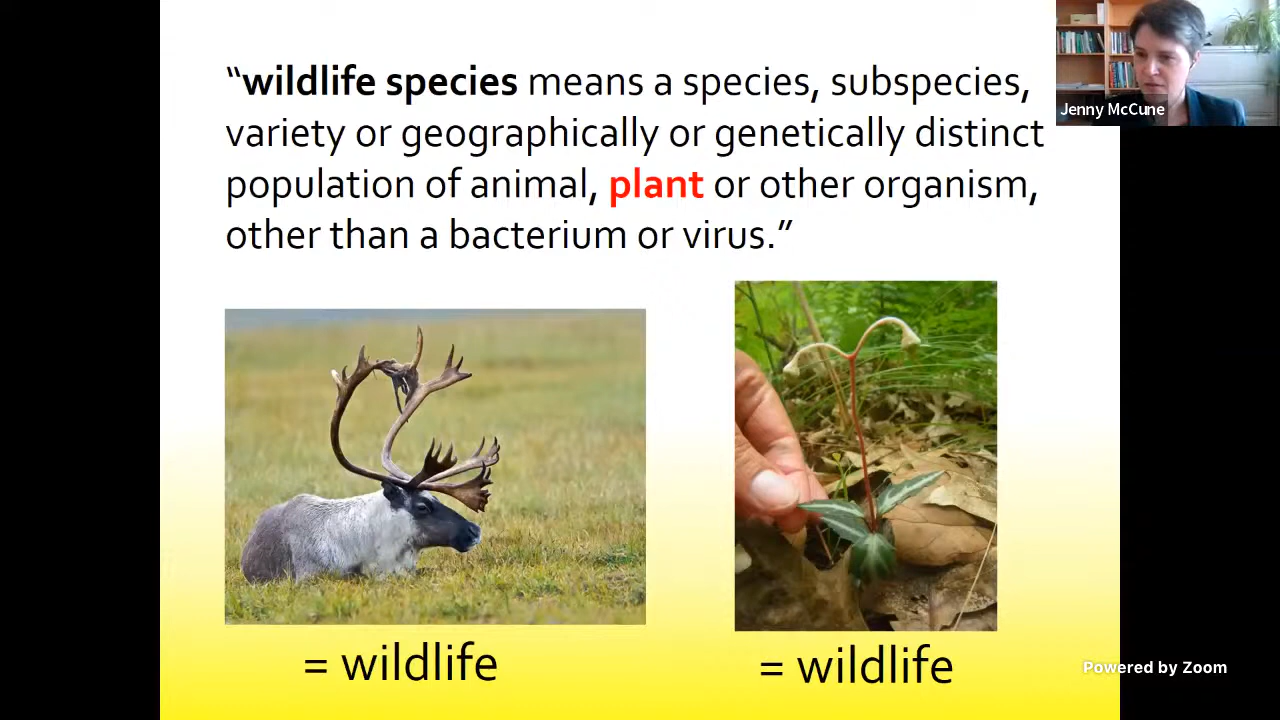 “wildlife species means a species, subspecies,
variety or geographically or genetically distinct
population of animal, plant or other organism,
other than a bacterium or virus.”
= wildlife
= wildlife
Jenny McCune
Powered by Zoom